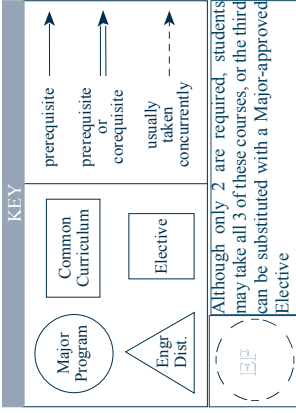 KEY
Major
Program
Common
Curriculum
prerequisite
prerequisite
or
corequisite
Engr
Dist.
Elective
usually
taken
concurrently
EP
Although only 2 are required, students
may take all 3 of these courses, or the third
can be substituted with a Major-approved
Elective